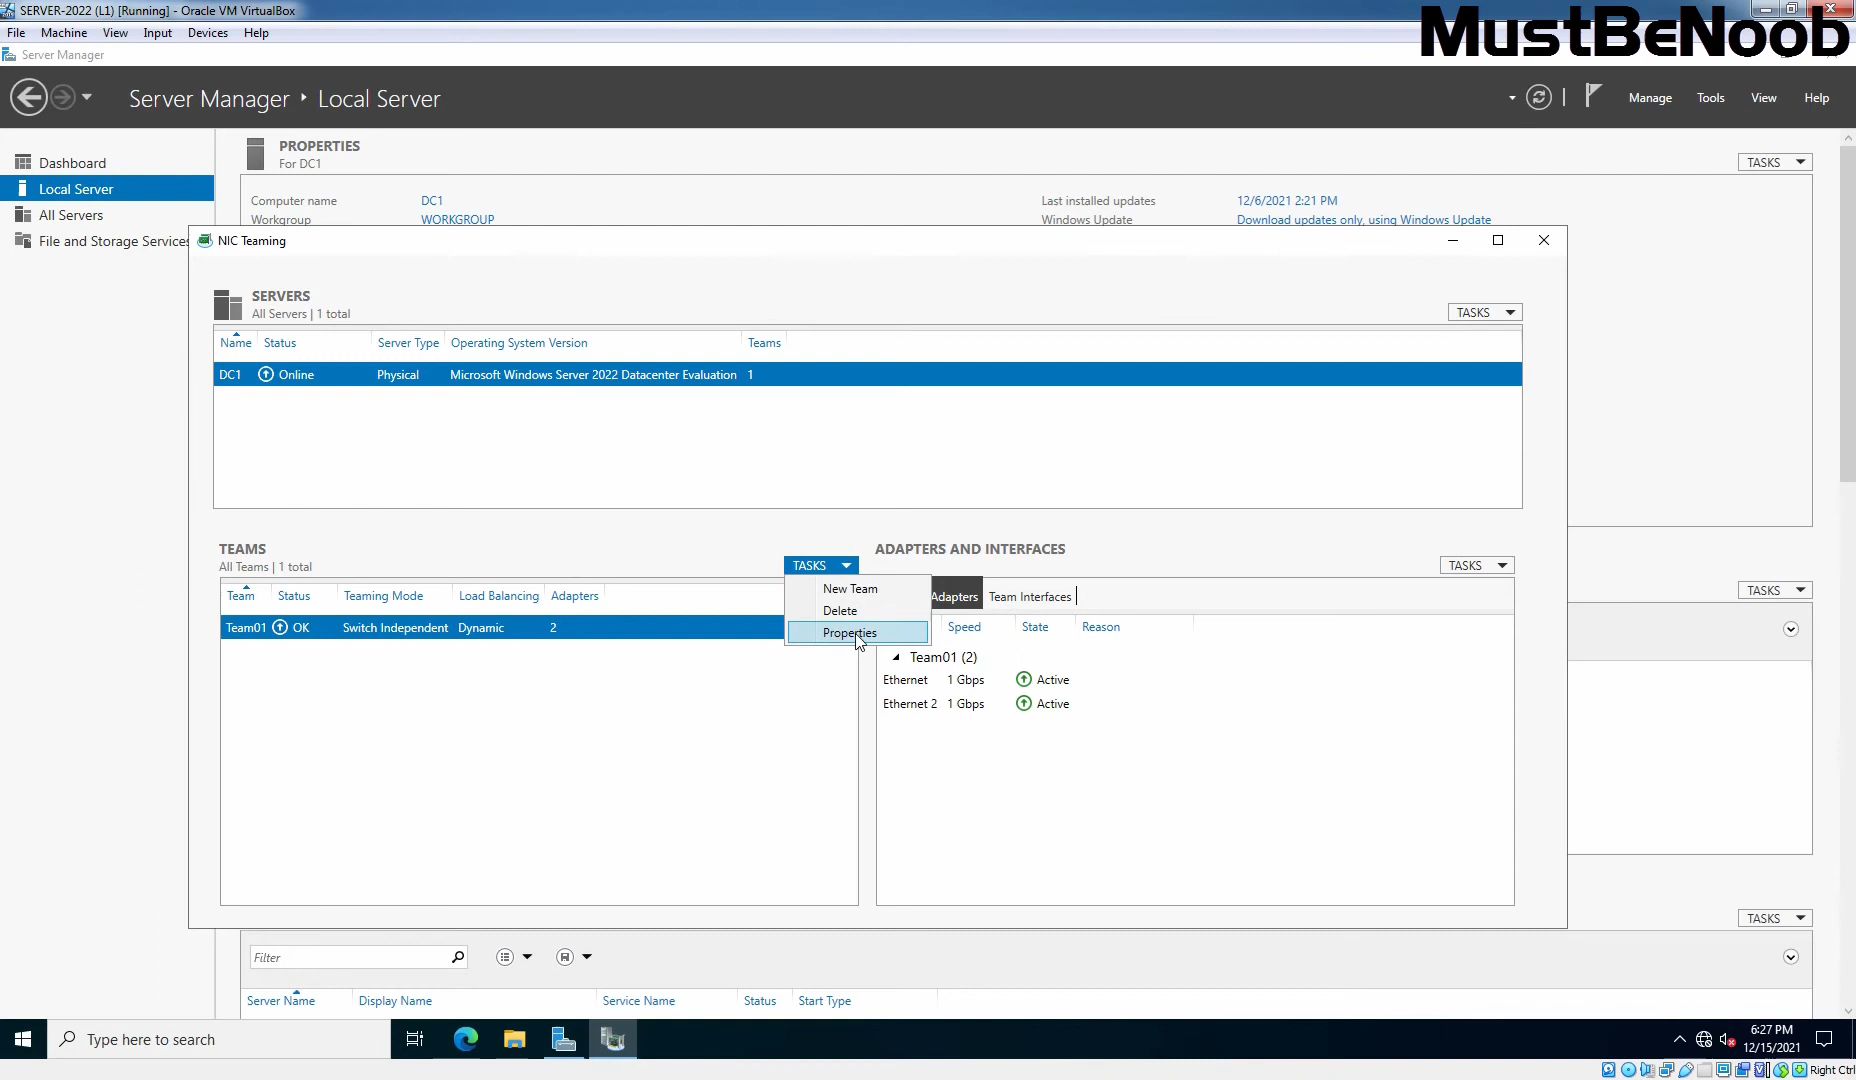 SERVER-2022 (L1) [Running] - Oracle VM VirtualBox
MustBeNoob
File Machine View Input Devices Help
Server Manager
Server Manager Local Server
Manage Tools View Help
Dashboard
Local Server
All Servers
File and Storage Services
PROPERTIES
For DC1
TASKS
Computer name DC1
Workgroup WORKGROUP
Last installed updates 12/6/2021 2:21 PM
Windows Update Download updates only, using Windows Update
NIC Teaming
SERVERS
All Servers | 1 total
TASKS
Name Status Server Type Operating System Version Teams
DC1 Online Physical Microsoft Windows Server 2022 Datacenter Evaluation 1
TEAMS
All Teams | 1 total
TASKS
New Team
Delete
Properties
Team Status Teaming Mode Load Balancing Adapters
Team01 OK Switch Independent Dynamic 2
ADAPTERS AND INTERFACES
TASKS
Adapters Team Interfaces
Speed State Reason
Team01 (2)
Ethernet 1 Gbps Active
Ethernet 2 1 Gbps Active
TASKS
TASKS
Filter
Server Name Display Name Service Name Status Start Type
Type here to search
6:27 PM
12/15/2021
Right Ctrl